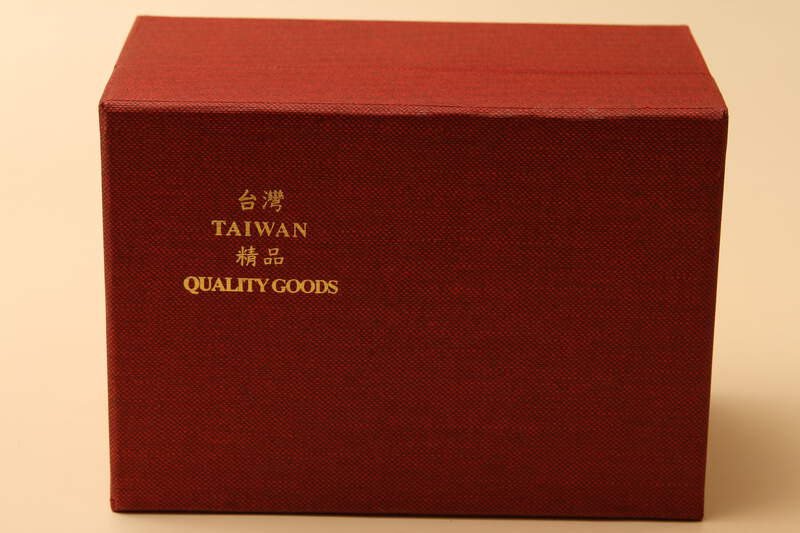 台灣
TAIWAN
精品
QUALITY GOODS